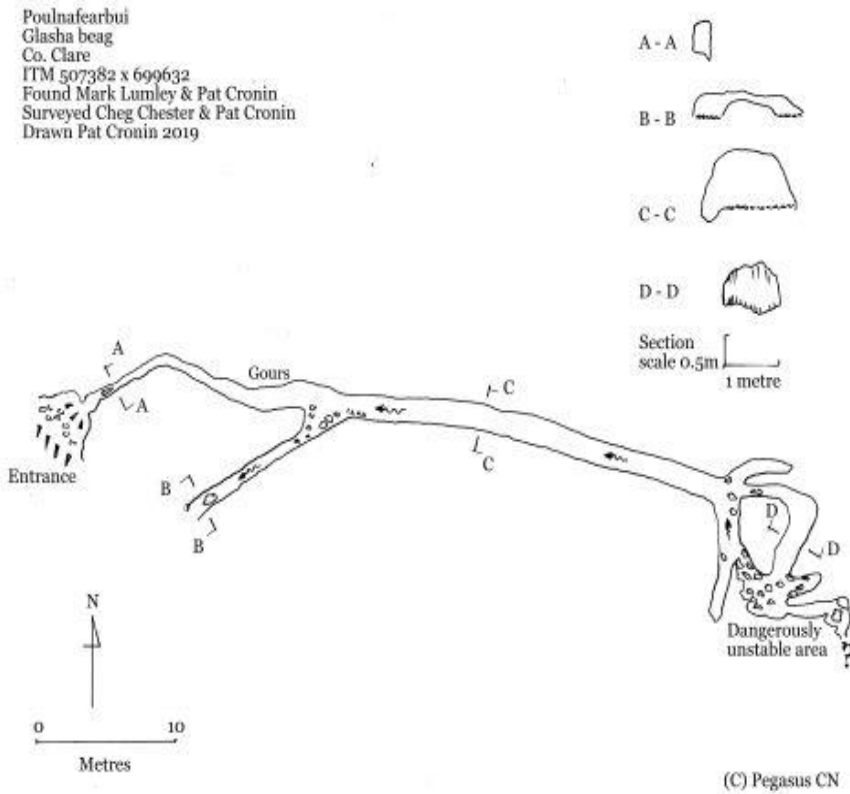 Poulnafearbui
Glasha beag
Co. Clare
ITM 507382 x 699632
Found Mark Lumley & Pat Cronin
Surveyed Cheg Chester & Pat Cronin
Drawn Pat Cronin 2019
A - A
B - B
C - C
D - D
Section
scale 0.5m
1 metre
A
A
Gours
C
C
Entrance
B
B
D
D
Dangerously
unstable area
N
0 10
Metres
(C) Pegasus CN